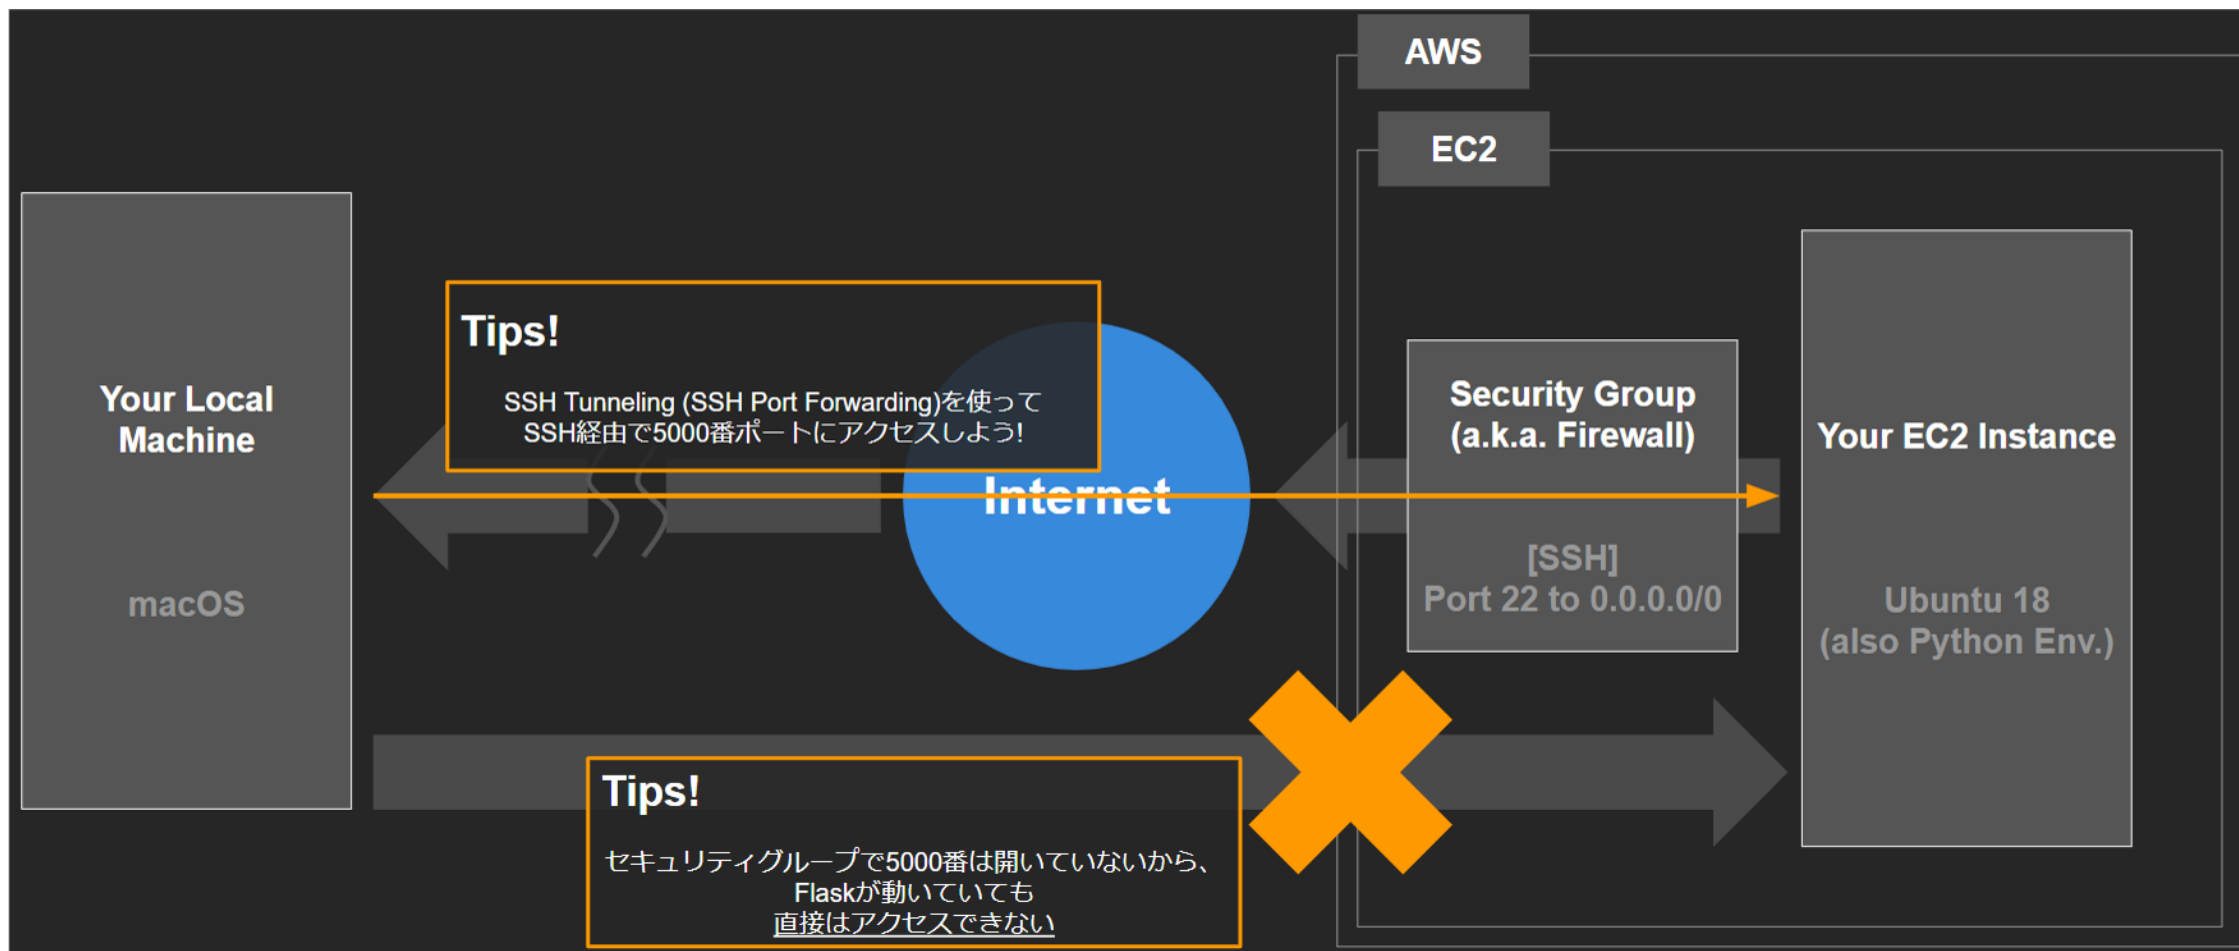 AWS
EC2
Your Local
Machine
macOS
Tips!
SSH Tunneling (SSH Port Forwarding)を使って
SSH経由で5000番ポートにアクセスしよう!
Internet
Security Group
(a.k.a. Firewall)
[SSH]
Port 22 to 0.0.0.0/0
Your EC2 Instance
Ubuntu 18
(also Python Env.)
Tips!
セキュリティグループで5000番は開いていないから、
Flaskが動いていても
直接はアクセスできない